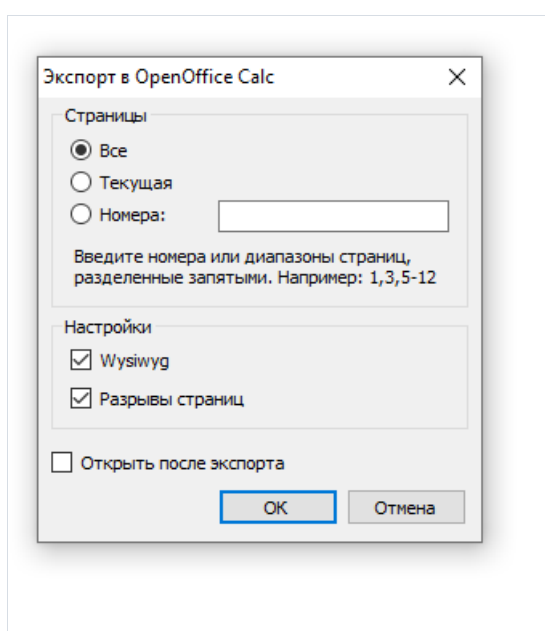 Экспорт в OpenOffice Calc
Страницы
Все
Текущая
Номера:
Введите номера или диапазоны страниц,
разделенные запятыми. Например: 1,3,5-12
Настройки
Wysiwyg
Разрывы страниц
Открыть после экспорта
OK Отмена